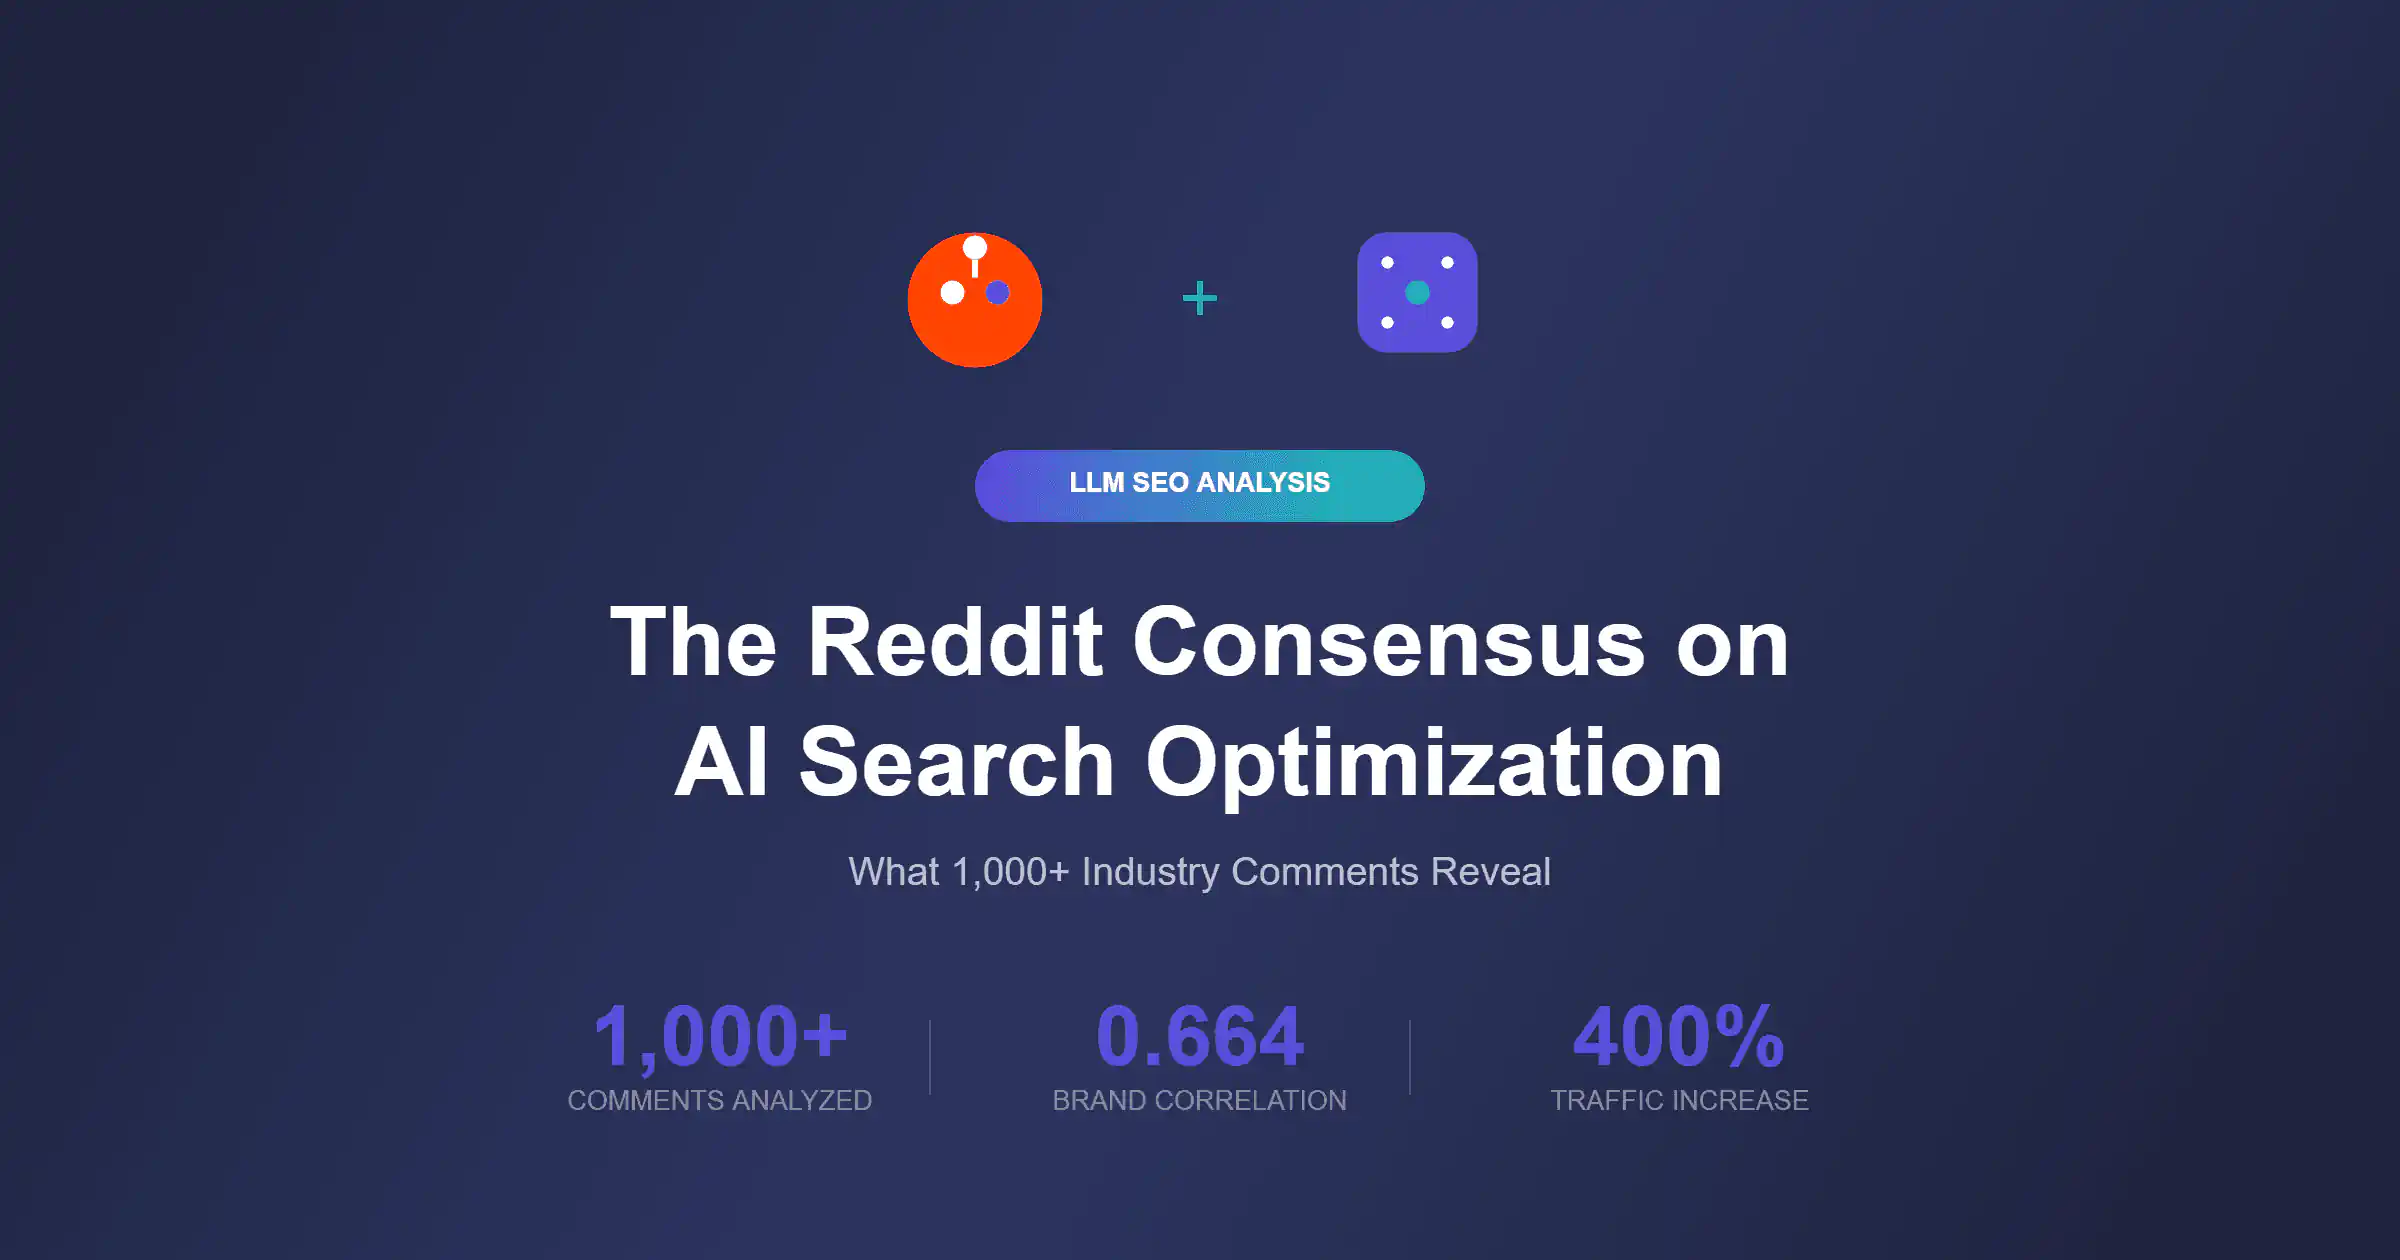 LLM SEO ANALYSIS
The Reddit Consensus on
AI Search Optimization
What 1,000+ Industry Comments Reveal
1,000+
COMMENTS ANALYZED
0.664
BRAND CORRELATION
400%
TRAFFIC INCREASE